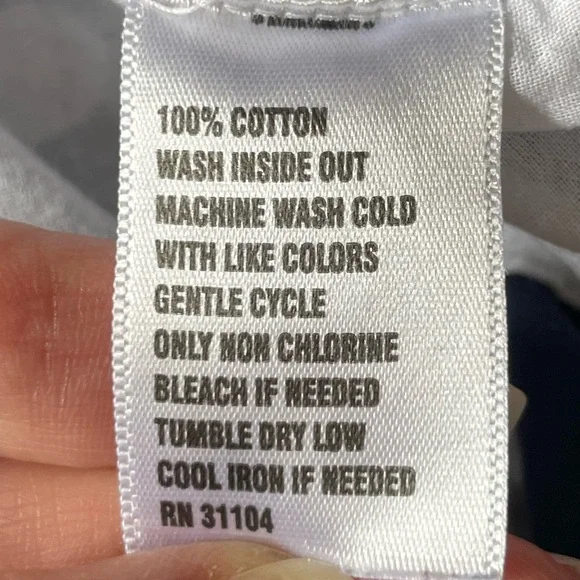 100% COTTON
WASH INSIDE OUT
MACHINE WASH COLD
WITH LIKE COLORS
GENTLE CYCLE
ONLY NON CHLORINE
BLEACH IF NEEDED
TUMBLE DRY LOW
COOL IRON IF NEEDED
RN 31104